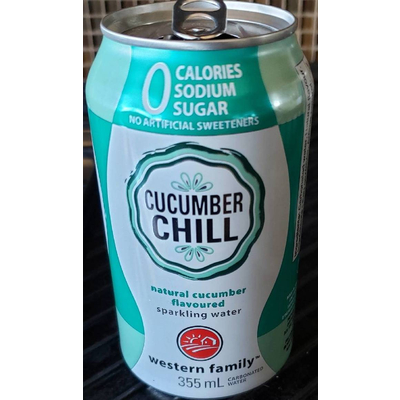 0 CALORIES
SODIUM
SUGAR
NO ARTIFICIAL SWEETENERS
CUCUMBER
CHILL
natural cucumber
flavoured
sparkling water
western family™
355 mL CARBONATED
WATER